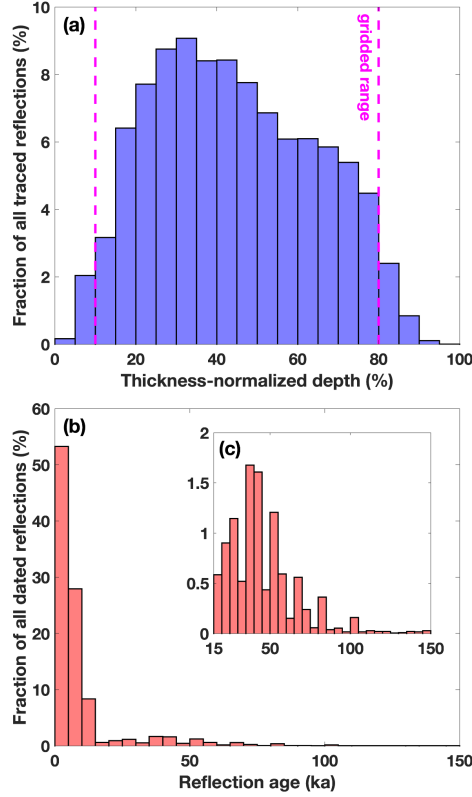 10
(a)
gridded range
8
6
4
2
0
0 20 40 60 80 100
Fraction of all traced reflections (%)
Thickness-normalized depth (%)
60
(b)
50
40
30
20
10
0
0 50 100 150
Fraction of all dated reflections (%)
Reflection age (ka)
2
(c)
1.5
1
0.5
0
15 50 100 150